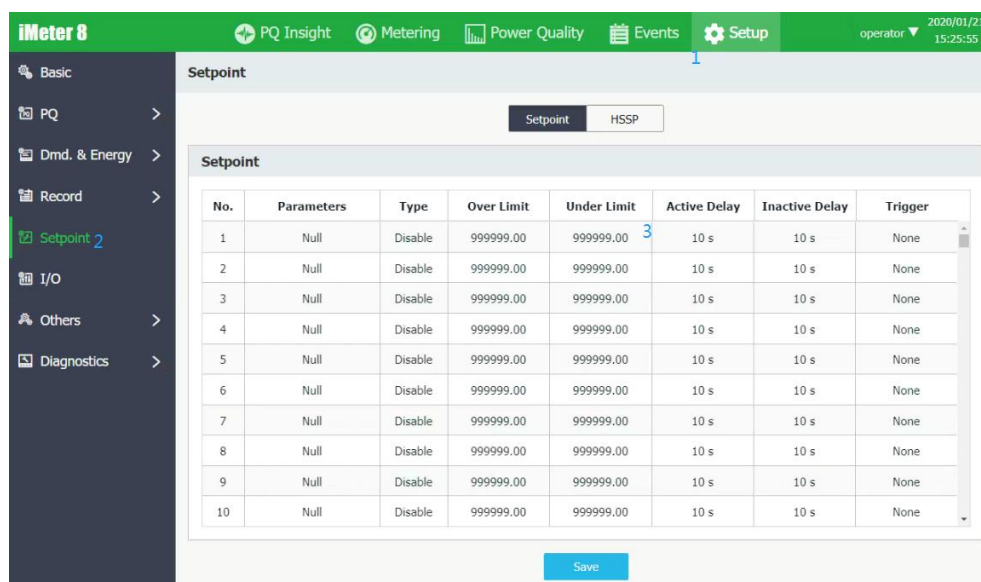 iMeter 8 PQ Insight Metering Power Quality Events Setup operator 2020/01/2
15:25:55
1
Basic
PQ
Dmd. & Energy
Record
Setpoint 2
I/O
Others
Diagnostics
Setpoint
Setpoint HSSP
Setpoint
No. Parameters Type Over Limit Under Limit Active Delay Inactive Delay Trigger
1 Null Disable 999999.00 999999.00 3 10 s 10 s None
2 Null Disable 999999.00 999999.00 10 s 10 s None
3 Null Disable 999999.00 999999.00 10 s 10 s None
4 Null Disable 999999.00 999999.00 10 s 10 s None
5 Null Disable 999999.00 999999.00 10 s 10 s None
6 Null Disable 999999.00 999999.00 10 s 10 s None
7 Null Disable 999999.00 999999.00 10 s 10 s None
8 Null Disable 999999.00 999999.00 10 s 10 s None
9 Null Disable 999999.00 999999.00 10 s 10 s None
10 Null Disable 999999.00 999999.00 10 s 10 s None
Save